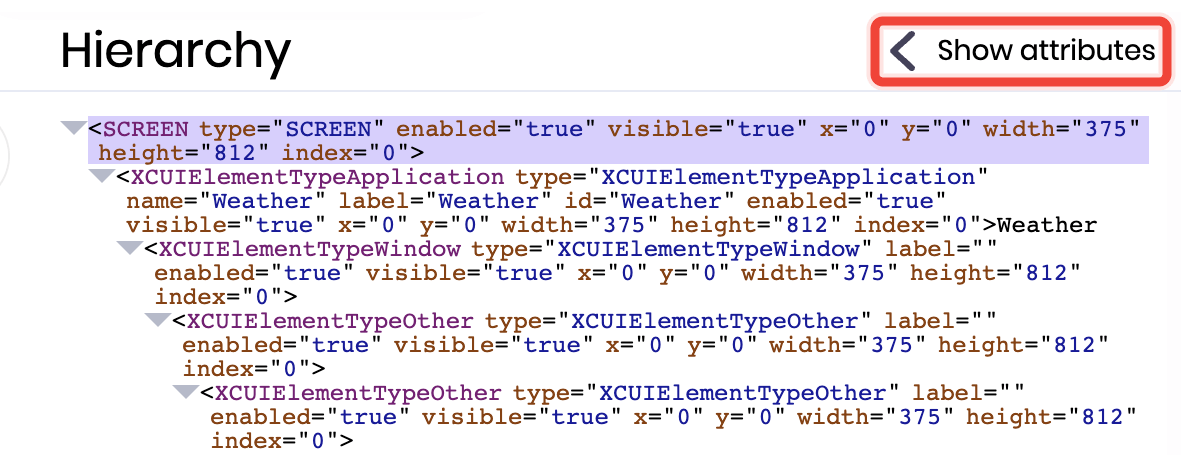 Hierarchy
Show attributes
<SCREEN type="SCREEN" enabled="true" visible="true" x="0" y="0" width="375"
height="812" index="0">
<XCUIElementTypeApplication type="XCUIElementTypeApplication"
name="Weather" label="Weather" id="Weather" enabled="true"
visible="true" x="0" y="0" width="375" height="812" index="0">Weather
<XCUIElementTypeWindow type="XCUIElementTypeWindow" label=""
enabled="true" visible="true" x="0" y="0" width="375" height="812"
index="0">
<XCUIElementTypeOther type="XCUIElementTypeOther" label=""
enabled="true" visible="true" x="0" y="0" width="375" height="812"
index="0">
<XCUIElementTypeOther type="XCUIElementTypeOther" label=""
enabled="true" visible="true" x="0" y="0" width="375" height="812"
index="0">